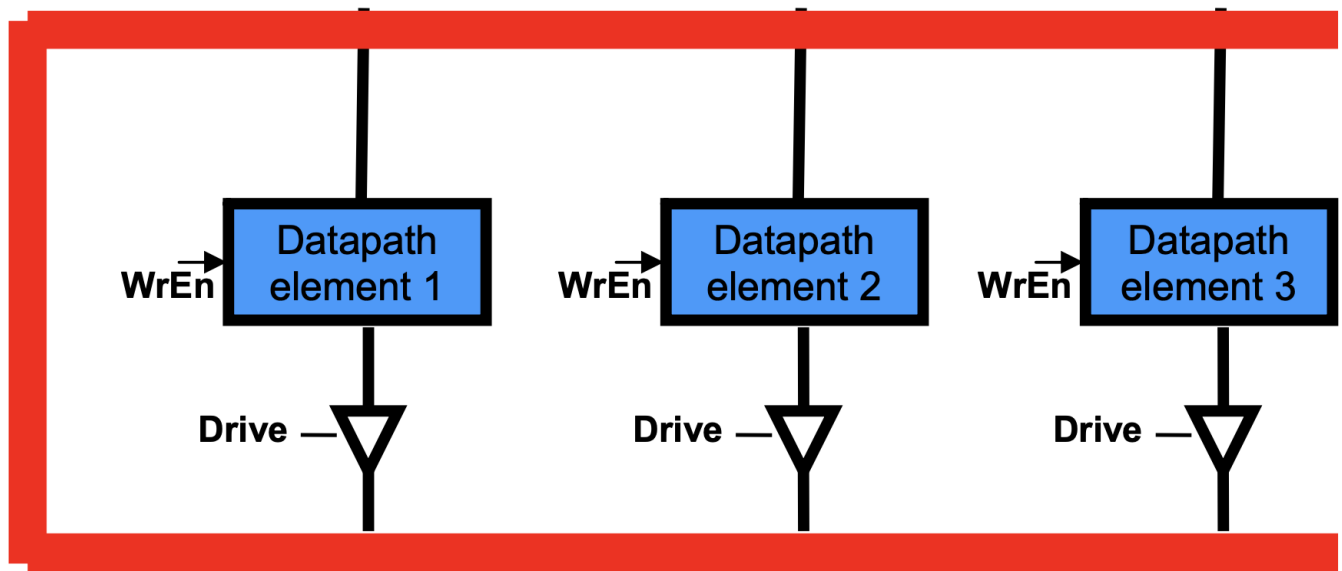 Datapath
element 1
WrEn
Drive
Datapath
element 2
WrEn
Drive
Datapath
element 3
WrEn
Drive